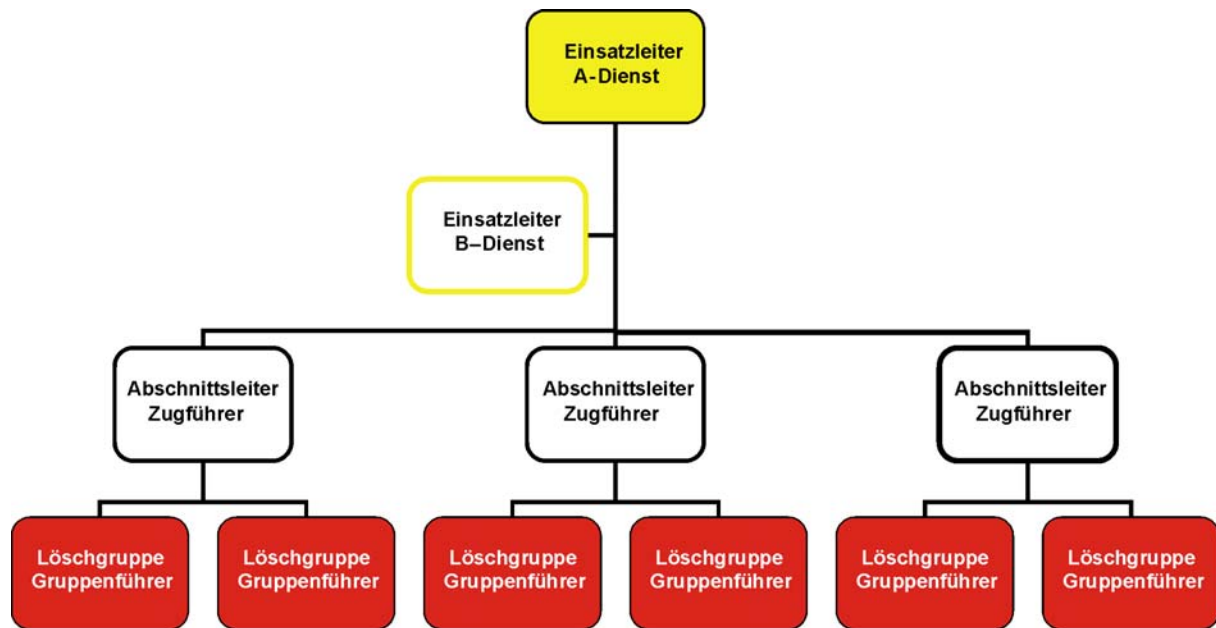 Einsatzleiter
A-Dienst
Einsatzleiter
B–Dienst
Abschnittsleiter
Zugführer
Abschnittsleiter
Zugführer
Abschnittsleiter
Zugführer
Löschgruppe
Gruppenführer
Löschgruppe
Gruppenführer
Löschgruppe
Gruppenführer
Löschgruppe
Gruppenführer
Löschgruppe
Gruppenführer
Löschgruppe
Gruppenführer